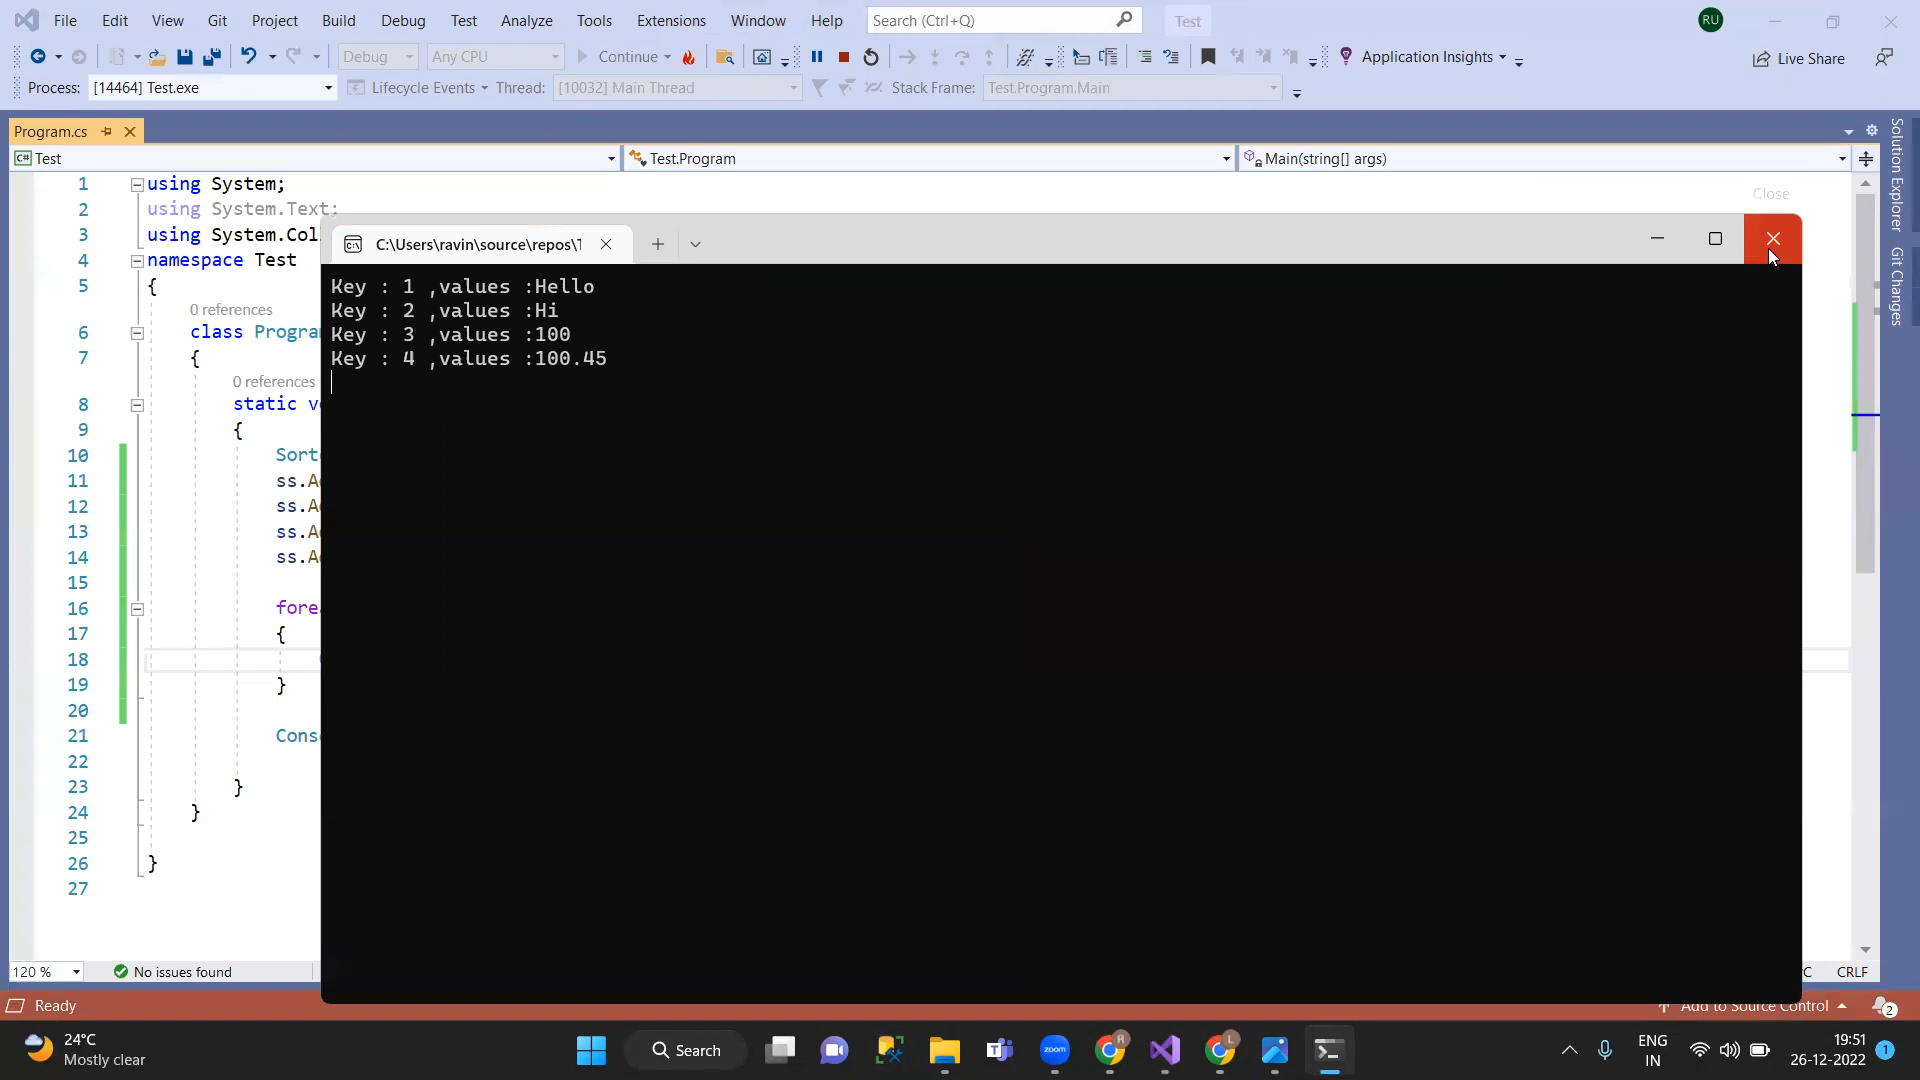 File Edit View Git Project Build Debug Test Analyze Tools Extensions Window Help Search (Ctrl+Q) Test RU
Debug Any CPU Continue Application Insights Live Share
Process: [14464] Test.exe Lifecycle Events Thread: [10032] Main Thread Stack Frame: Test.Program.Main
Program.cs
C# Test Test.Program Main(string[] args)
Solution Explorer
Git Changes
1 using System;
2 using System.Text;
3 using System.Col
4 namespace Test
5 {
0 references
6 class Progra
7 {
0 references
8 static v
9 {
10 Sort
11 ss.A
12 ss.A
13 ss.A
14 ss.A
15
16 fore
17 {
18
19 }
20
21 Cons
22
23 }
24 }
25
26 }
27
Close
C:\Users\ravin\source\repos\T
Key : 1 ,values :Hello
Key : 2 ,values :Hi
Key : 3 ,values :100
Key : 4 ,values :100.45
120 % No issues found CRLF
Ready Add to Source Control 2
24°C
Mostly clear
Search
zoom
R
L
ENG
IN
19:51
26-12-2022
1